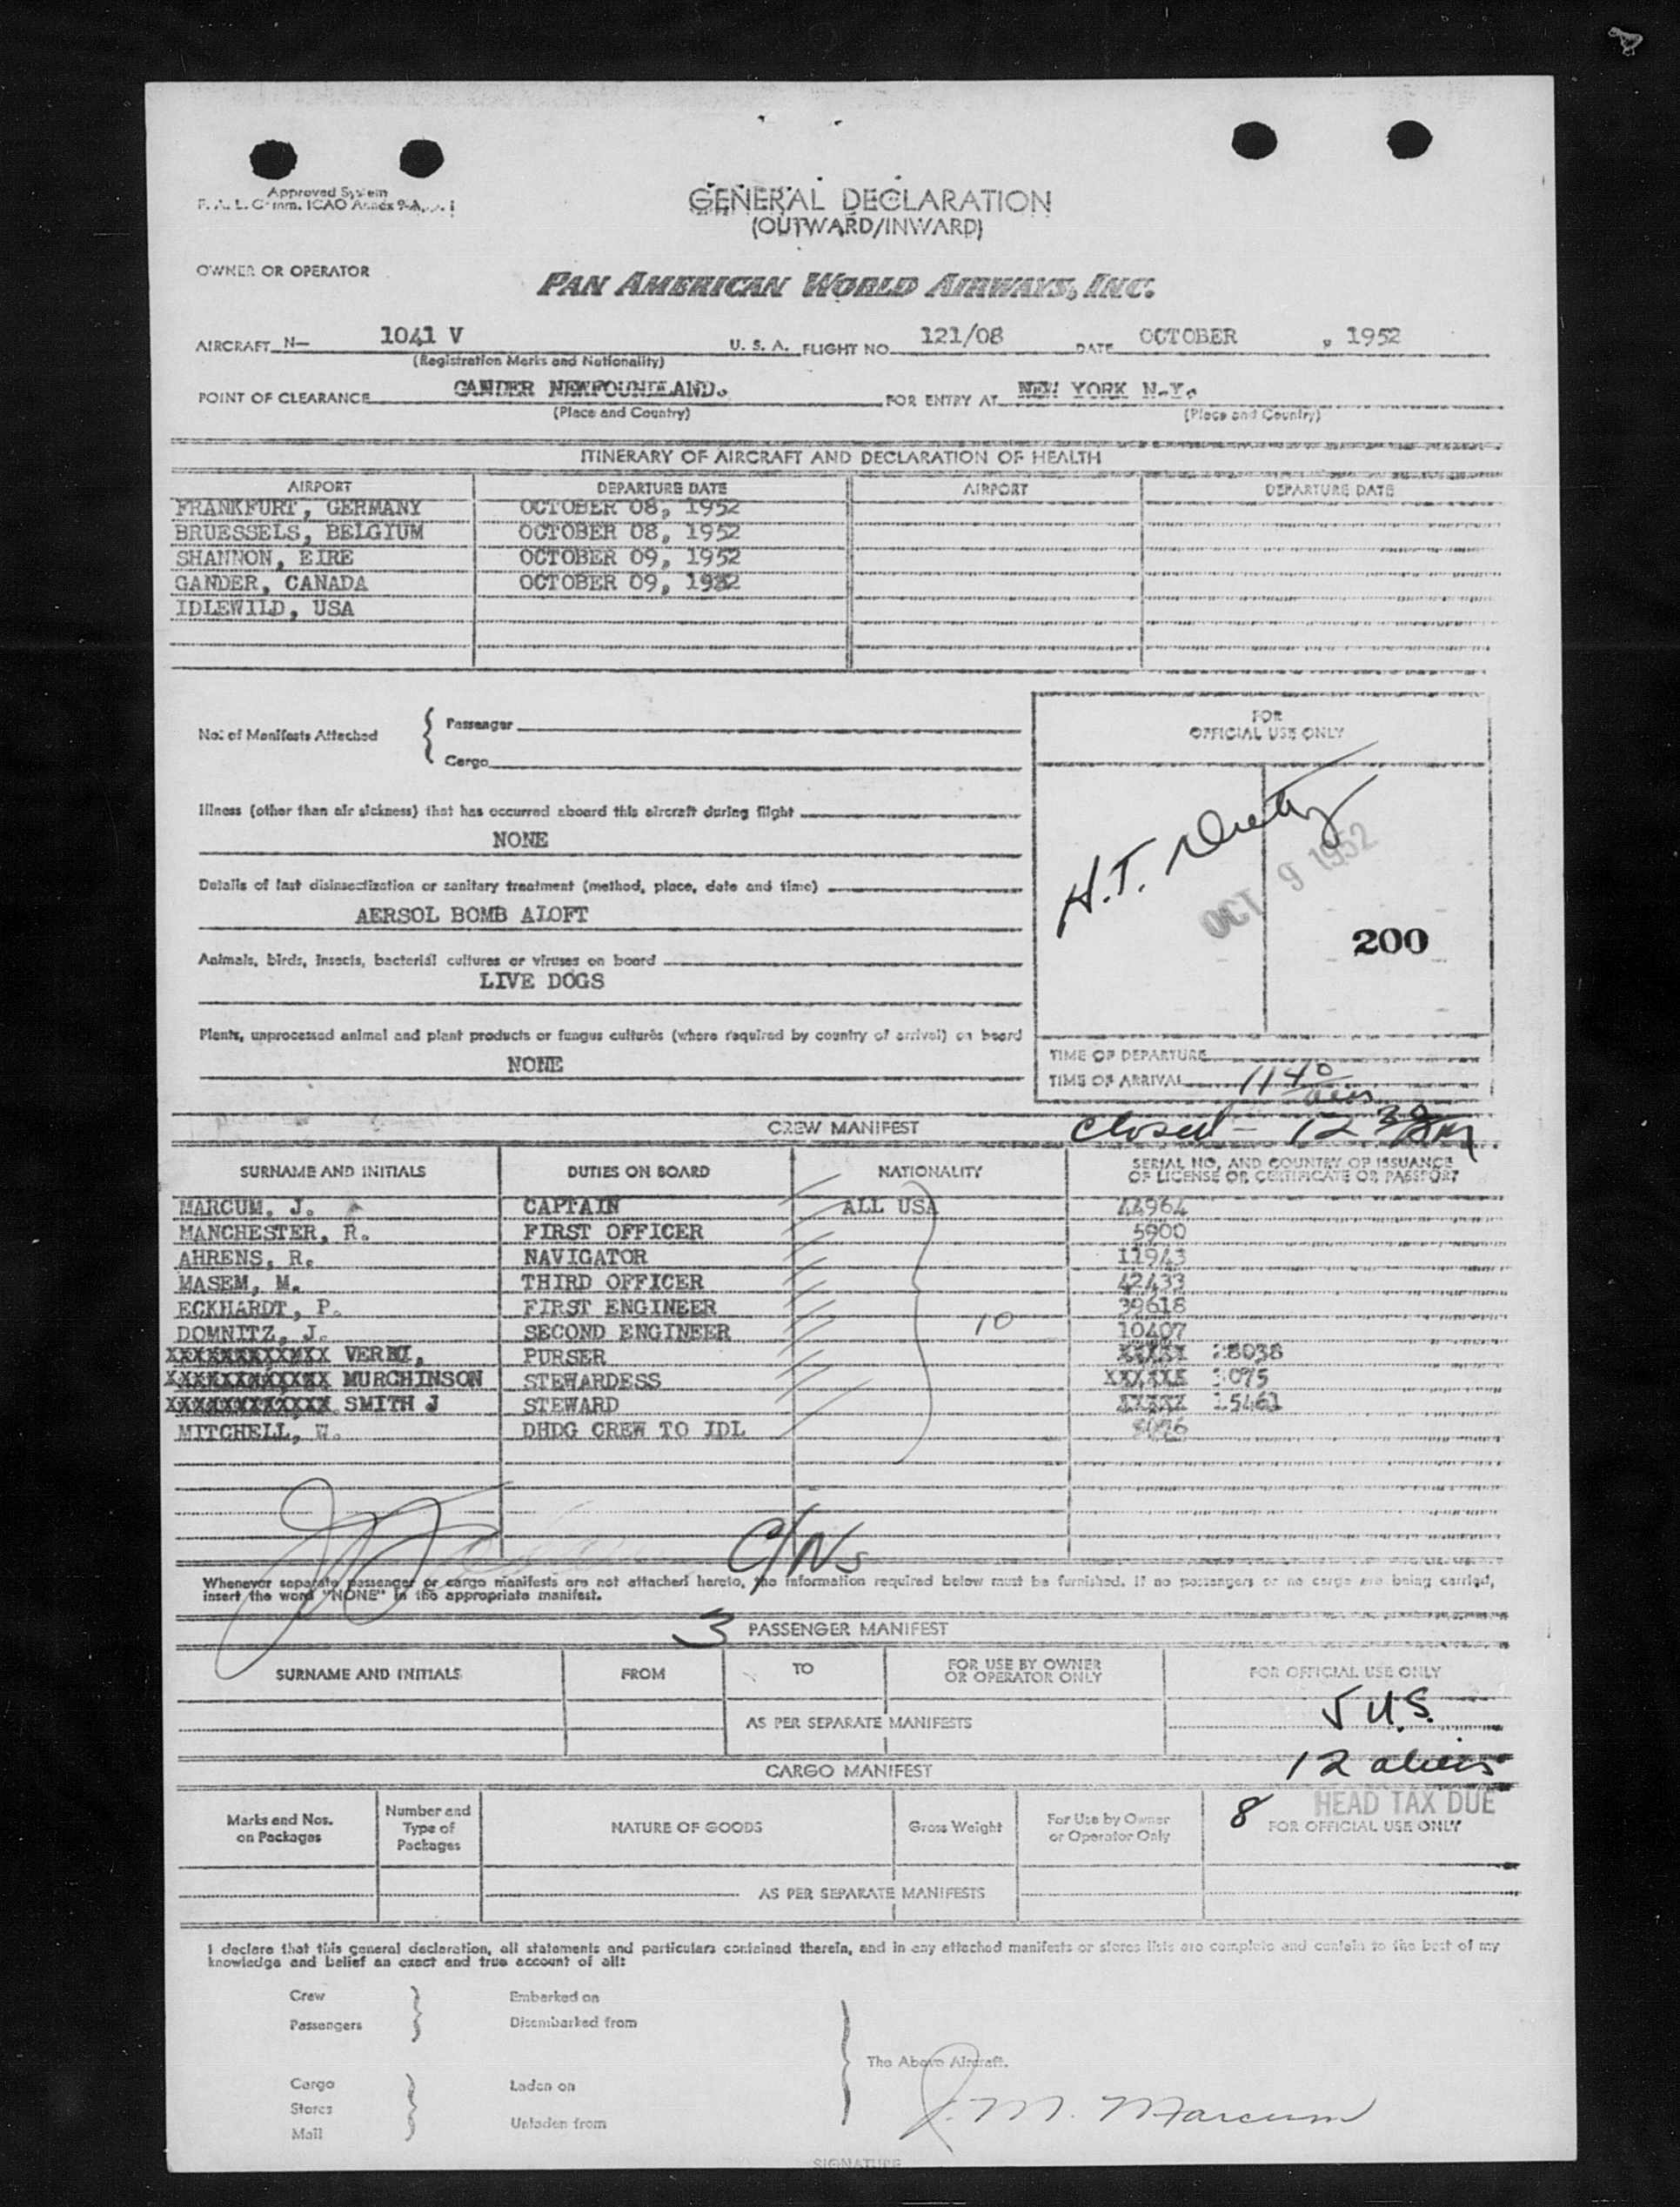 Approved System
F. A. L. Comm. ICAO Annex 9-A
GENERAL DECLARATION
(OUTWARD/INWARD)
OWNER OR OPERATOR
PAN AMERICAN WORLD AIRWAYS, INC.
AIRCRAFT N- 1041 V U. S. A. FLIGHT NO. 121/08 DATE OCTOBER , 1952
(Registration Marks and Nationality)
POINT OF CLEARANCE GANDER NEWFOUNDLAND. FOR ENTRY AT NEW YORK N.Y.
(Place and Country) (Place and Country)
ITINERARY OF AIRCRAFT AND DECLARATION OF HEALTH
AIRPORT DEPARTURE DATE AIRPORT DEPARTURE DATE
FRANKFURT, GERMANY OCTOBER 08, 1952
BRUESSELS, BELGIUM OCTOBER 08, 1952
SHANNON, EIRE OCTOBER 09, 1952
GANDER, CANADA OCTOBER 09, 1952
IDLEWILD, USA
No. of Manifests Attached { Passenger
Cargo
FOR
OFFICIAL USE ONLY
Illness (other than air sickness) that has occurred aboard this aircraft during flight
NONE
Details of last disinsectization or sanitary treatment (method, place, date and time)
AERSOL BOMB ALOFT
Animals, birds, insects, bacterial cultures or viruses on board
LIVE DOGS
Plants, unprocessed animal and plant products or fungus cultures (where required by country of arrival) on board
NONE
H.T.
OCT 9 1952
200
TIME OF DEPARTURE
TIME OF ARRIVAL 1140
CREW MANIFEST
closed - 12 30 PM
SURNAME AND INITIALS DUTIES ON BOARD NATIONALITY SERIAL NO. AND COUNTRY OF ISSUANCE
OF LICENSE OR CERTIFICATE OR PASSPORT
MARCUM, J. CAPTAIN ALL USA 44964
MANCHESTER, R. FIRST OFFICER 5900
AHRENS, R. NAVIGATOR 11943
MASEM, M. THIRD OFFICER 42433
ECKHARDT, P. FIRST ENGINEER 39618
DOMNITZ, J. SECOND ENGINEER 10 10407
PURSER
MURCHINSON STEWARDESS
SMITH J STEWARD
MITCHELL, W. DHDG CREW TO IDL
C/Ns
Whenever separate passenger or cargo manifests are not attached hereto, the information required below must be furnished. If no passengers or no cargo are being carried,
insert the word "NONE" in the appropriate manifest.
3 PASSENGER MANIFEST
SURNAME AND INITIALS FROM TO FOR USE BY OWNER
OR OPERATOR ONLY FOR OFFICIAL USE ONLY
5 U.S.
AS PER SEPARATE MANIFESTS
12 aliens
CARGO MANIFEST
8 HEAD TAX DUE
Marks and Nos.
on Packages Number and
Type of
Packages NATURE OF GOODS Gross Weight For Use by Owner
or Operator Only FOR OFFICIAL USE ONLY
AS PER SEPARATE MANIFESTS
I declare that this general declaration, all statements and particulars contained therein, and in any attached manifests or stores lists are complete and contain to the best of my
knowledge and belief an exact and true account of all:
Crew Embarked on
Passengers Disembarked from
The Above Aircraft.
Cargo Laden on
Stores
Mail Unladen from
J. M. Marcum
SIGNATURE